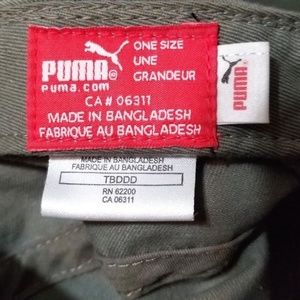 ONE SIZE
UNE
GRANDEUR
PUMA®
Puma.com
CA# 06311
MADE IN BANGLADESH
FABRIQUE AU BANGLADESH
PUMA
MADE IN BANGLADESH
FABRIQUE AU BANGLADESH
TBDDD
RN 62200
CA 06311